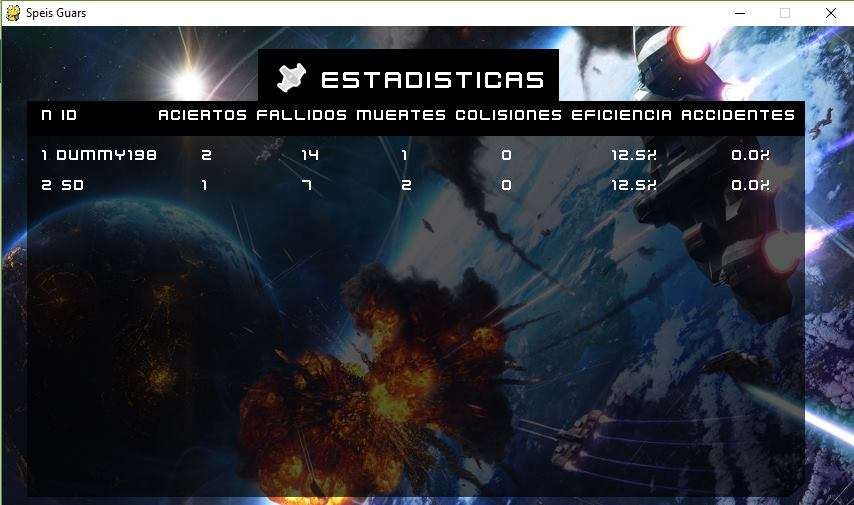 Speis Guars
ESTADISTICAS
N ID ACIERTOS FALLIDOS MUERTES COLISIONES EFICIENCIA ACCIDENTES
1 DUMMY198 2 14 1 0 12.5% 0.0%
2 SD 1 7 2 0 12.5% 0.0%